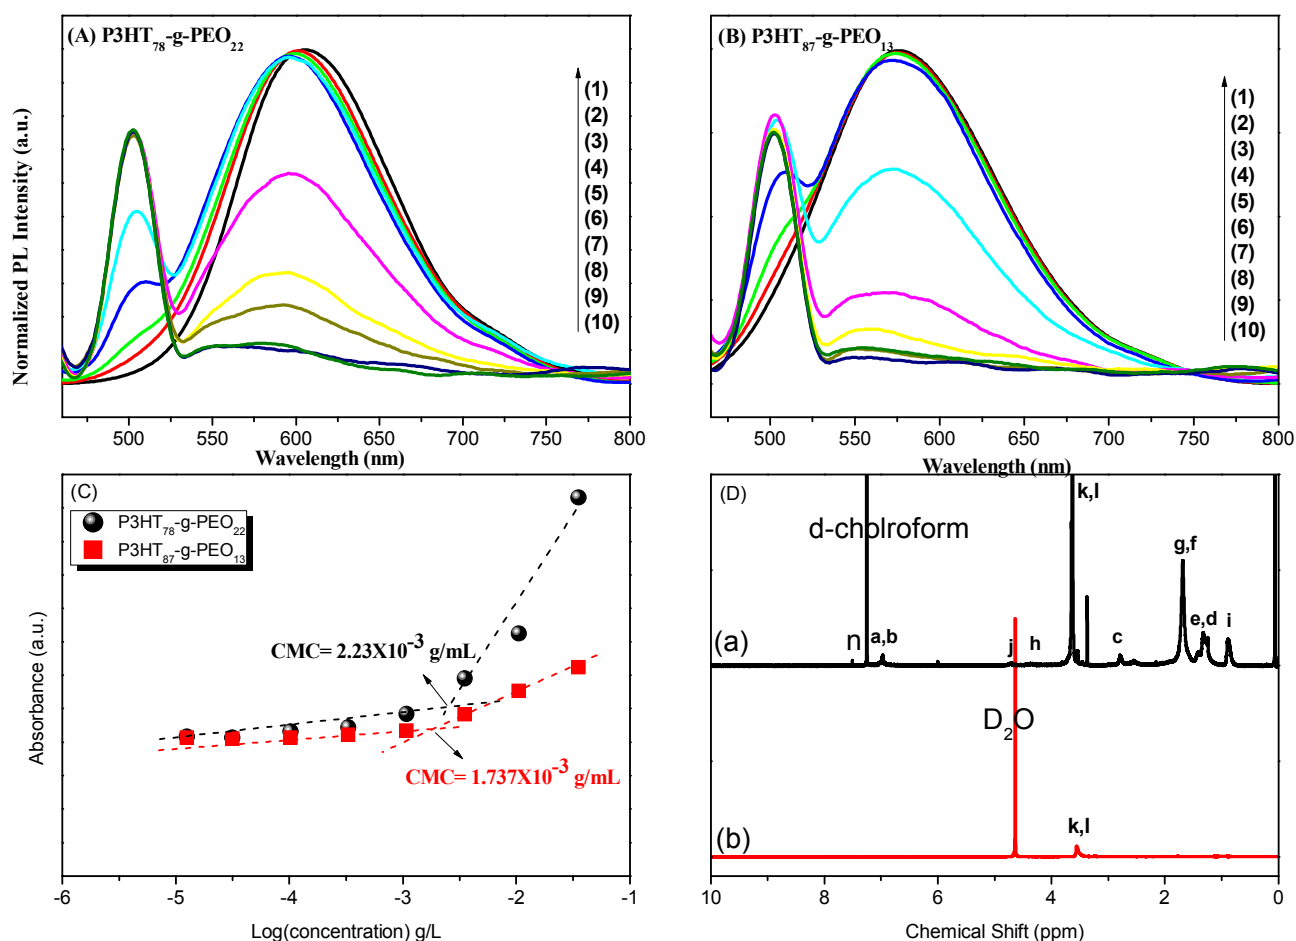 (A) P3HT78-g-PEO22
(1)
(2)
(3)
(4)
(5)
(6)
(7)
(8)
(9)
(10)
Normalized PL Intensity (a.u.)
500 550 600 650 700 750 800
Wavelength (nm)
(B) P3HT87-g-PEO13
(1)
(2)
(3)
(4)
(5)
(6)
(7)
(8)
(9)
(10)
500 550 600 650 700 750 800
Wavelength (nm)
(C)
P3HT78-g-PEO22
P3HT87-g-PEO13
CMC= 2.23X10-3 g/mL
CMC= 1.737X10-3 g/mL
Absorbance (a.u.)
-6 -5 -4 -3 -2 -1
Log(concentration) g/L
(D)
k,l
d-cholroform
g,f
(a) n a,b j h c e,d i
D2O
(b) k,l
10 8 6 4 2 0
Chemical Shift (ppm)